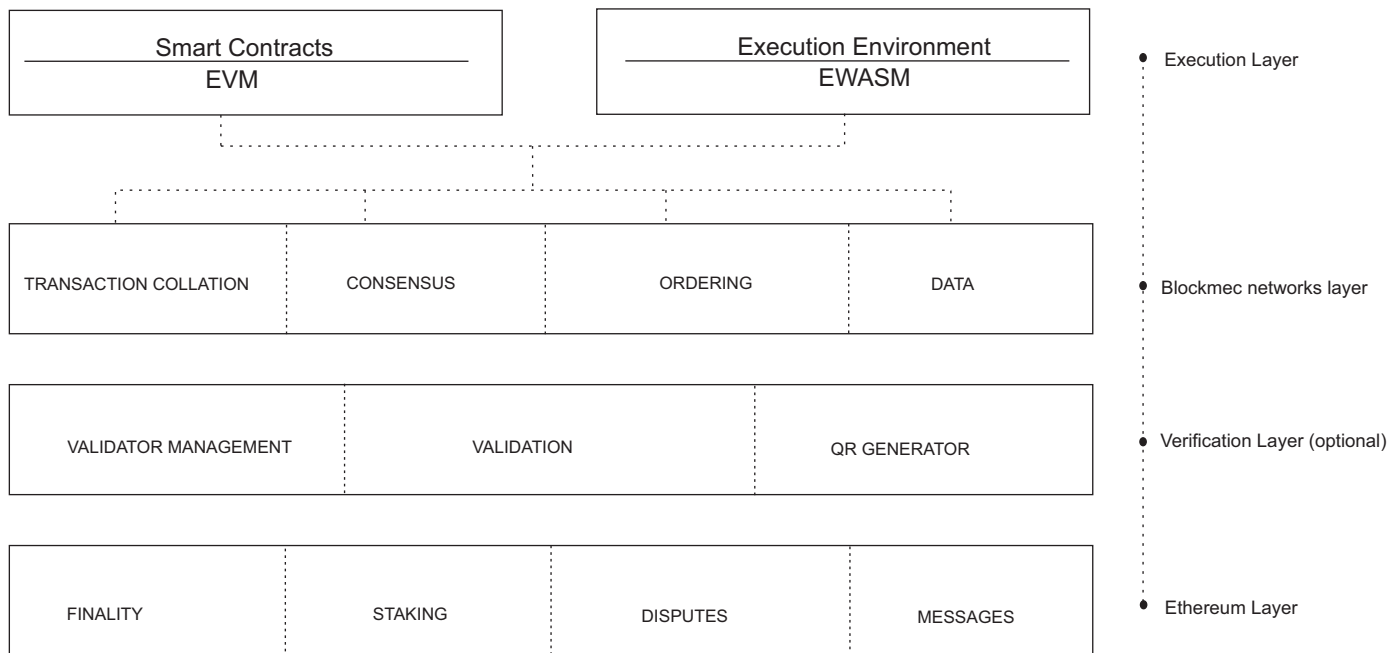 Smart Contracts
EVM
Execution Environment
EWASM
Execution Layer
TRANSACTION COLLATION
CONSENSUS
ORDERING
DATA
Blockmec networks layer
VALIDATOR MANAGEMENT
VALIDATION
QR GENERATOR
Verification Layer (optional)
FINALITY
STAKING
DISPUTES
MESSAGES
Ethereum Layer